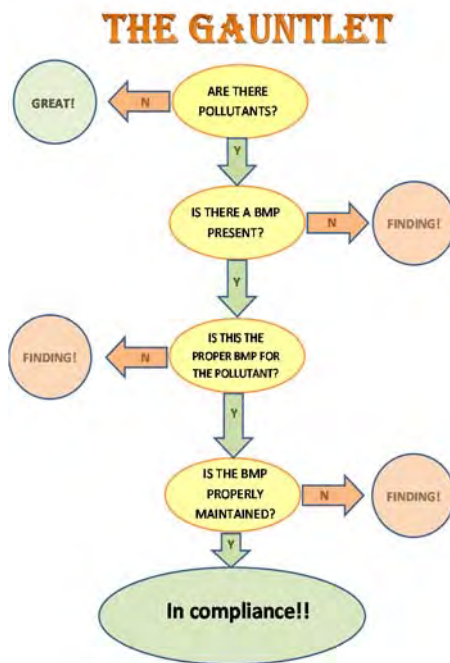 THE GAUNTLET
ARE THERE
POLLUTANTS?
N
GREAT!
Y
IS THERE A BMP
PRESENT?
N
FINDING!
Y
IS THIS THE
PROPER BMP FOR
THE POLLUTANT?
N
FINDING!
Y
IS THE BMP
PROPERLY
MAINTAINED?
N
FINDING!
Y
In compliance!!